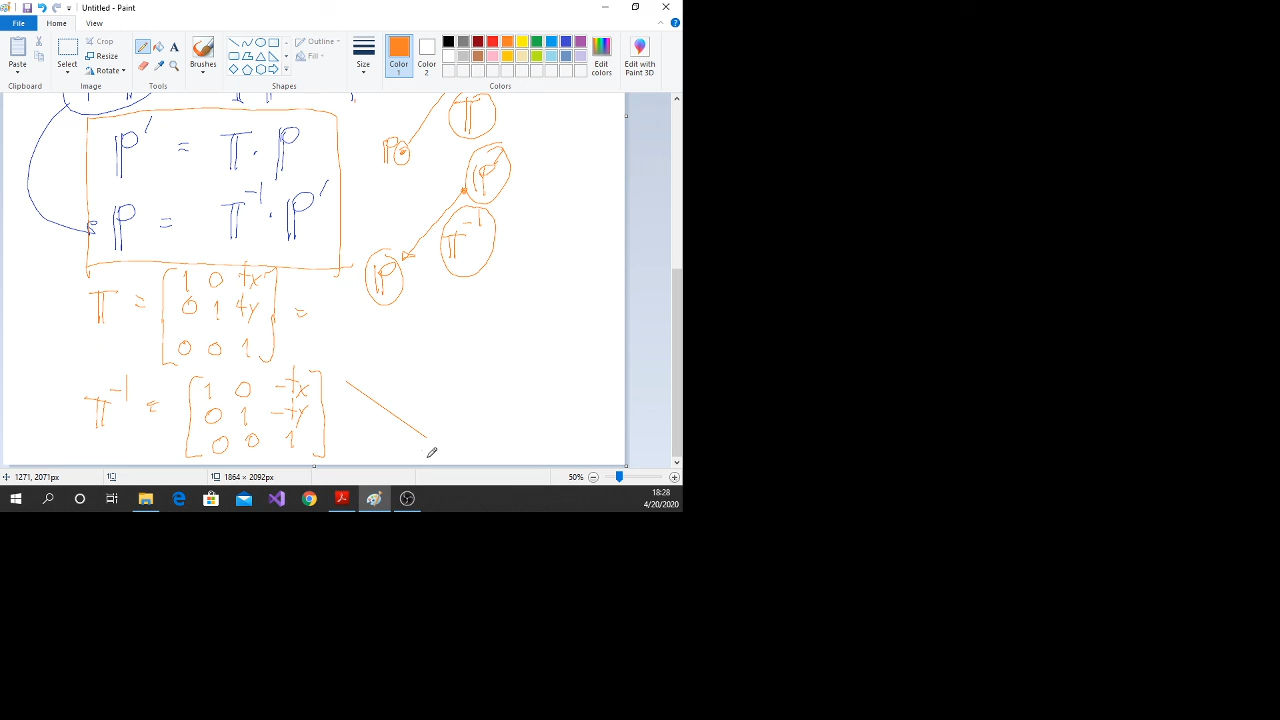 Untitled - Paint
File Home View
Paste
Select
Crop
Resize
Rotate
A
Brushes
Outline
Fill
Size
Color 1
Color 2
Edit colors
Edit with Paint 3D
Clipboard
Image
Tools
Shapes
Colors
P' = T . P
P = T⁻¹ . P'
T = [ 1 0 tx
0 1 ty
0 0 1 ] =
T⁻¹ = [ 1 0 -tx
0 1 -ty
0 0 1 ]
T
P
P
T⁻¹
P
1271, 2071px
1864 × 2092px
50%
18:28
4/20/2020